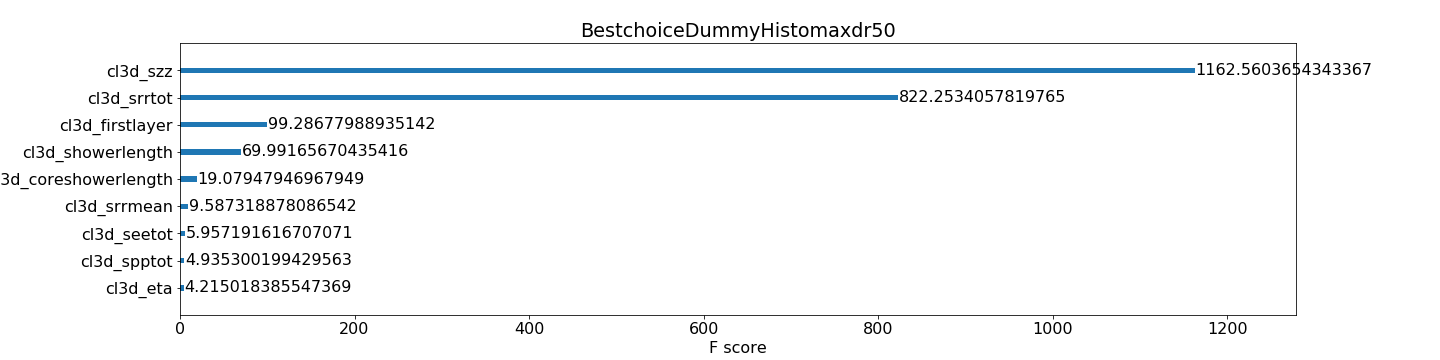 BestchoiceDummyHistomaxdr50
cl3d_szz 1162.5603654343367
cl3d_srrtot 822.2534057819765
cl3d_firstlayer 99.28677988935142
cl3d_showerlength 69.99165670435416
3d_coreshowerlength 19.07947946967949
cl3d_srrmean 9.587318878086542
cl3d_seetot 5.957191616707071
cl3d_spptot 4.935300199429563
cl3d_eta 4.215018385547369
0 200 400 600 800 1000 1200
F score